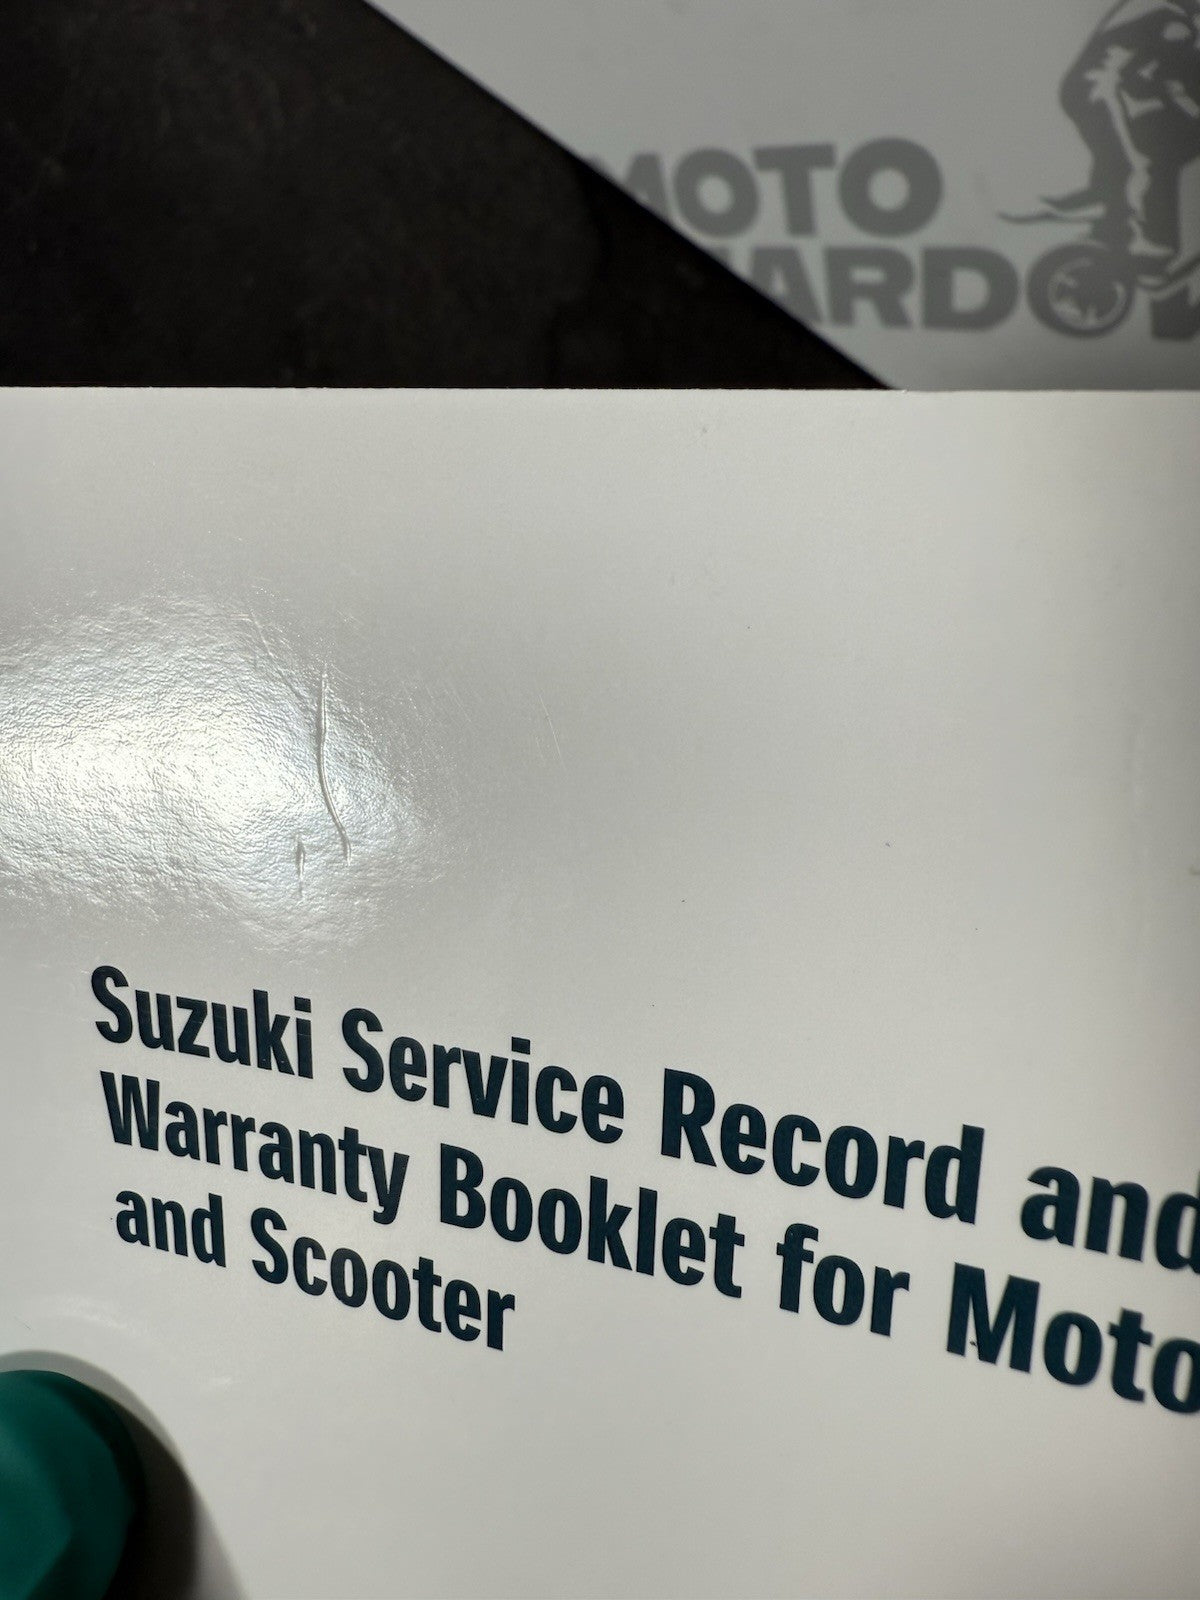 MOTO
Suzuki Service Record and
Warranty Booklet for Moto
and Scooter